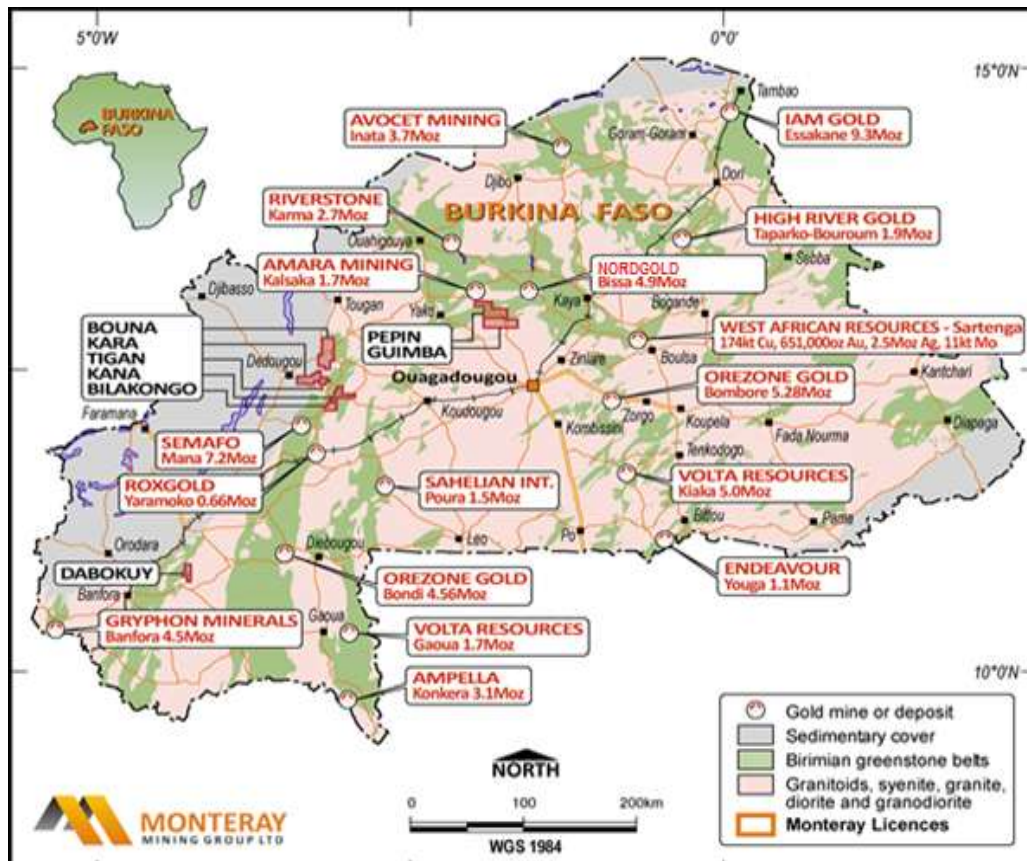 5°0'W
0°0'
15°0'N
BURKINA
FASO
Tambao
AVOCET MINING
Inata 3.7Moz
IAM GOLD
Essakane 9.3Moz
Goram-Goram
Djibo
Dori
RIVERSTONE
Karma 2.7Moz
BURKINA FASO
HIGH RIVER GOLD
Taparko-Bouroum 1.9Moz
Ouahigouya
Sebba
AMARA MINING
Kalsaka 1.7Moz
NORDGOLD
Bissa 4.9Moz
Djibasso
Tougan
Yako
Kaya
Bogande
BOUNA
KARA
TIGAN
KANA
BILAKONGO
PEPIN
GUIMBA
WEST AFRICAN RESOURCES - Sartenga
174kt Cu, 651,000oz Au, 2.5Moz Ag, 11kt Mo
Dedougou
Zinlare
Boulsa
Ouagadougou
Kantchari
OREZONE GOLD
Bombore 5.28Moz
Faramana
Koudougou
Zorgo
Koupela
Kombissiri
Fada Nourma
Diapaga
SEMAFO
Mana 7.2Moz
Tenkodogo
ROXGOLD
Yaramoko 0.66Moz
SAHELIAN INT.
Poura 1.5Moz
VOLTA RESOURCES
Kiaka 5.0Moz
Orodara
Diebougou
Leo
Po
Bittou
Pama
DABOKUY
OREZONE GOLD
Bondi 4.56Moz
ENDEAVOUR
Youga 1.1Moz
Banfora
GRYPHON MINERALS
Banfora 4.5Moz
Gaoua
VOLTA RESOURCES
Gaoua 1.7Moz
10°0'N
AMPELLA
Konkera 3.1Moz
Gold mine or deposit
Sedimentary cover
Birimian greenstone belts
Granitoids, syenite, granite,
diorite and granodiorite
Monteray Licences
NORTH
0 100 200km
WGS 1984
MONTERAY
MINING GROUP LTD